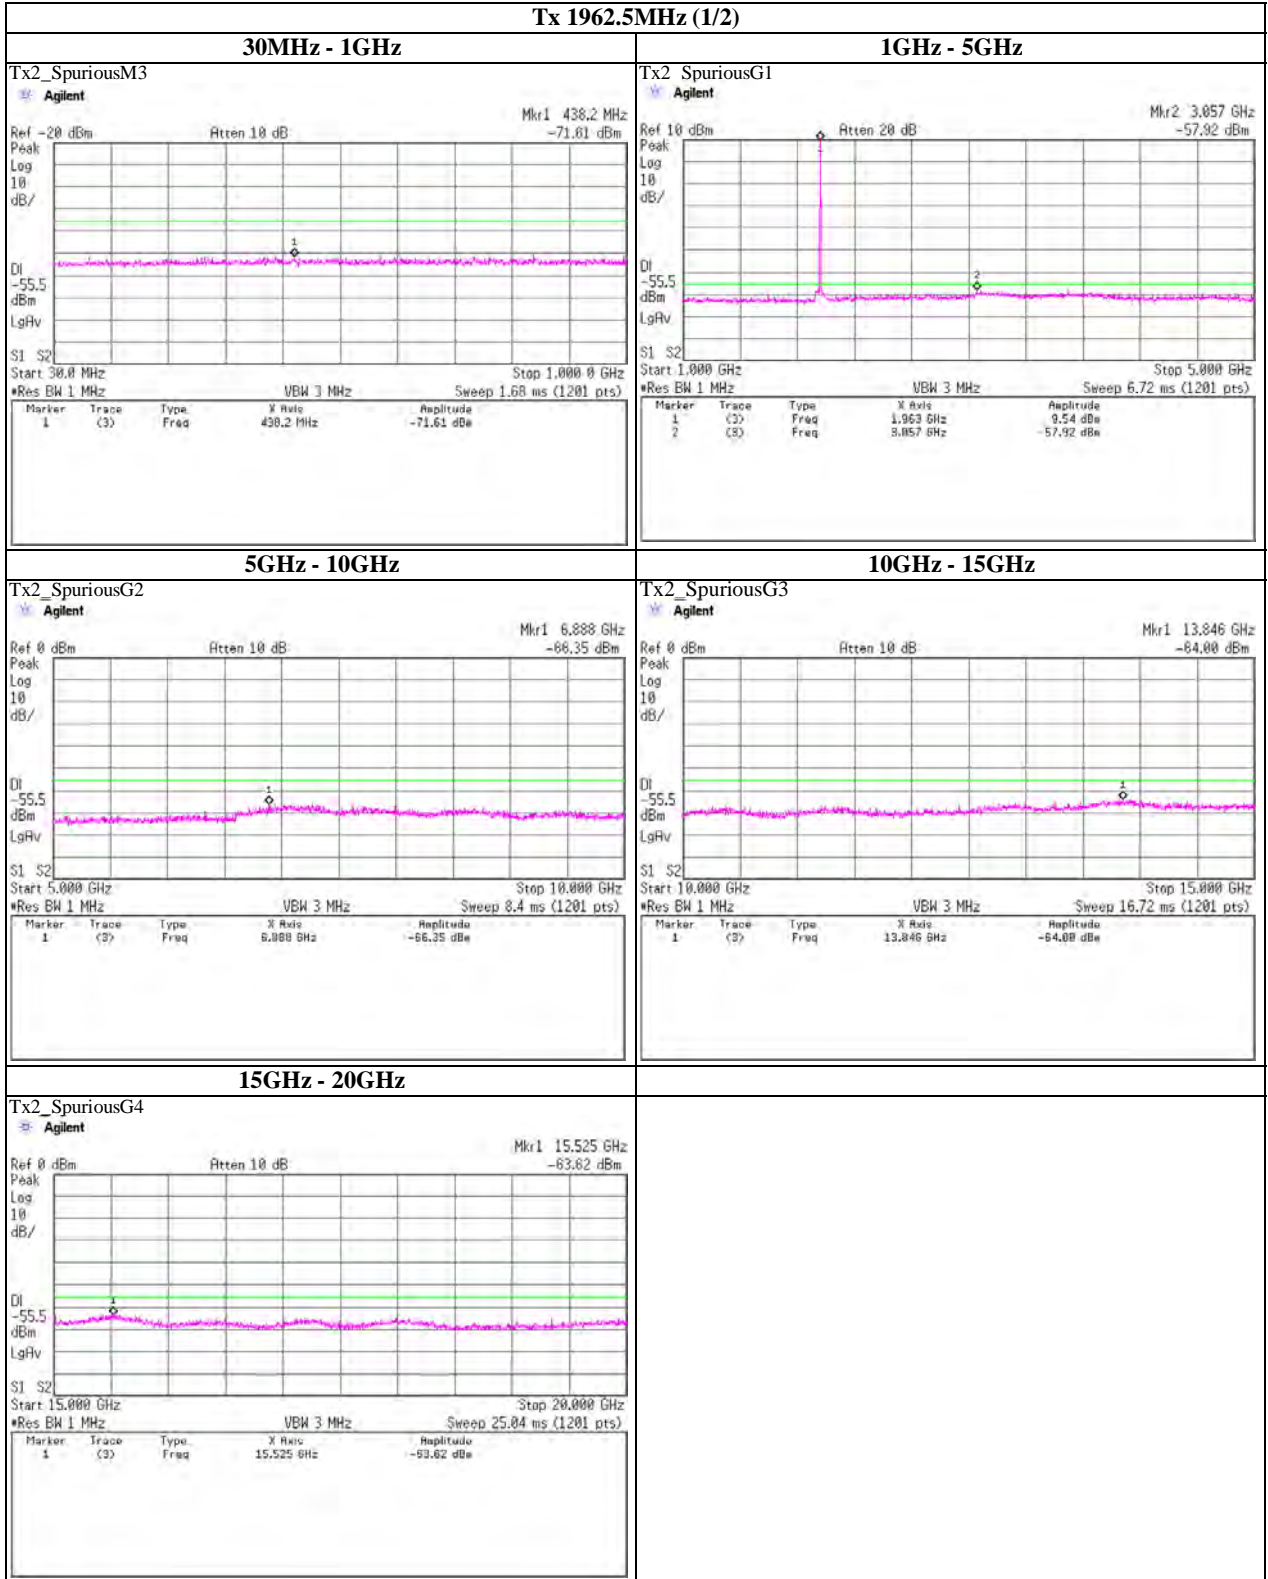 Tx 1962.5MHz (1/2)
30MHz - 1GHz
Tx2_SpuriousM3
Agilent
Mkr1 438.2 MHz
Ref -20 dBm Atten 10 dB -71.61 dBm
Peak
Log
10
dB/
1
DI
-55.5
dBm
LgAv
S1 S2
Start 30.0 MHz Stop 1.000 0 GHz
#Res BW 1 MHz VBW 3 MHz Sweep 1.68 ms (1201 pts)
Marker Trace Type X Axis Amplitude
1 (3) Freq 438.2 MHz -71.61 dBm
1GHz - 5GHz
Tx2 SpuriousG1
Agilent
Mkr2 3.057 GHz
Ref 10 dBm Atten 20 dB -57.92 dBm
Peak
Log
10
dB/
1
2
DI
-55.5
dBm
LgAv
S1 S2
Start 1.000 GHz Stop 5.000 GHz
#Res BW 1 MHz VBW 3 MHz Sweep 6.72 ms (1201 pts)
Marker Trace Type X Axis Amplitude
1 (3) Freq 1.963 GHz 9.54 dBm
2 (3) Freq 3.057 GHz -57.92 dBm
5GHz - 10GHz
Tx2_SpuriousG2
Agilent
Mkr1 6.888 GHz
Ref 0 dBm Atten 10 dB -66.35 dBm
Peak
Log
10
dB/
1
DI
-55.5
dBm
LgAv
S1 S2
Start 5.000 GHz Stop 10.000 GHz
#Res BW 1 MHz VBW 3 MHz Sweep 8.4 ms (1201 pts)
Marker Trace Type X Axis Amplitude
1 (3) Freq 6.888 GHz -66.35 dBm
10GHz - 15GHz
Tx2_SpuriousG3
Agilent
Mkr1 13.846 GHz
Ref 0 dBm Atten 10 dB -64.00 dBm
Peak
Log
10
dB/
1
DI
-55.5
dBm
LgAv
S1 S2
Start 10.000 GHz Stop 15.000 GHz
#Res BW 1 MHz VBW 3 MHz Sweep 16.72 ms (1201 pts)
Marker Trace Type X Axis Amplitude
1 (3) Freq 13.846 GHz -64.00 dBm
15GHz - 20GHz
Tx2_SpuriousG4
Agilent
Mkr1 15.525 GHz
Ref 0 dBm Atten 10 dB -63.62 dBm
Peak
Log
10
dB/
1
DI
-55.5
dBm
LgAv
S1 S2
Start 15.000 GHz Stop 20.000 GHz
#Res BW 1 MHz VBW 3 MHz Sweep 25.04 ms (1201 pts)
Marker Trace Type X Axis Amplitude
1 (3) Freq 15.525 GHz -63.62 dBm